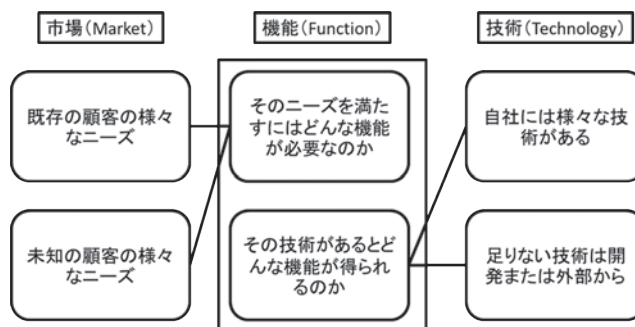 市場(Market)
機能(Function)
技術(Technology)
既存の顧客の様々
なニーズ
そのニーズを満た
すにはどんな機能
が必要なのか
自社には様々な技
術がある
未知の顧客の様々
なニーズ
その技術があるとど
んな機能が得られ
るのか
足りない技術は開
発または外部から